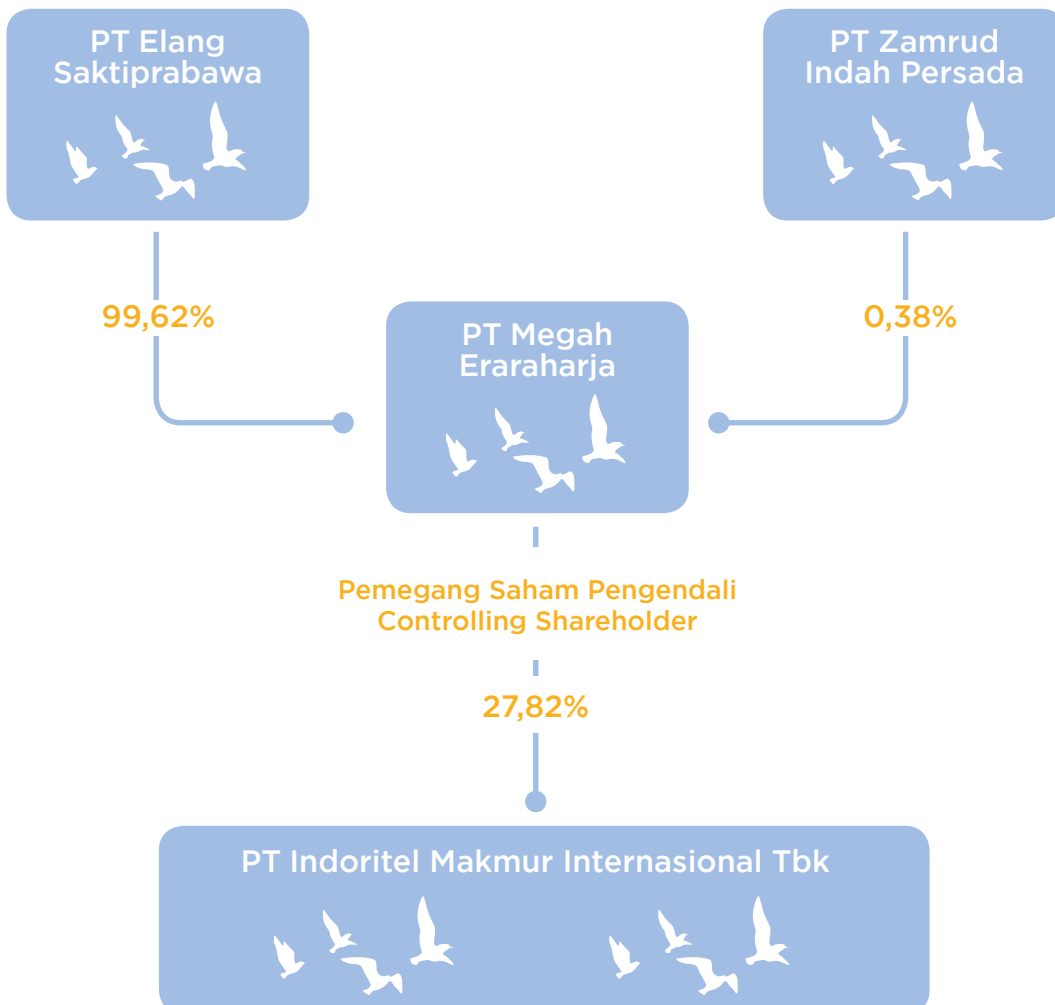 PT Elang
Saktiprabawa
PT Zamrud
Indah Persada
99,62%
0,38%
PT Megah
Eraraharja
Pemegang Saham Pengendali
Controlling Shareholder
27,82%
PT Indoritel Makmur Internasional Tbk